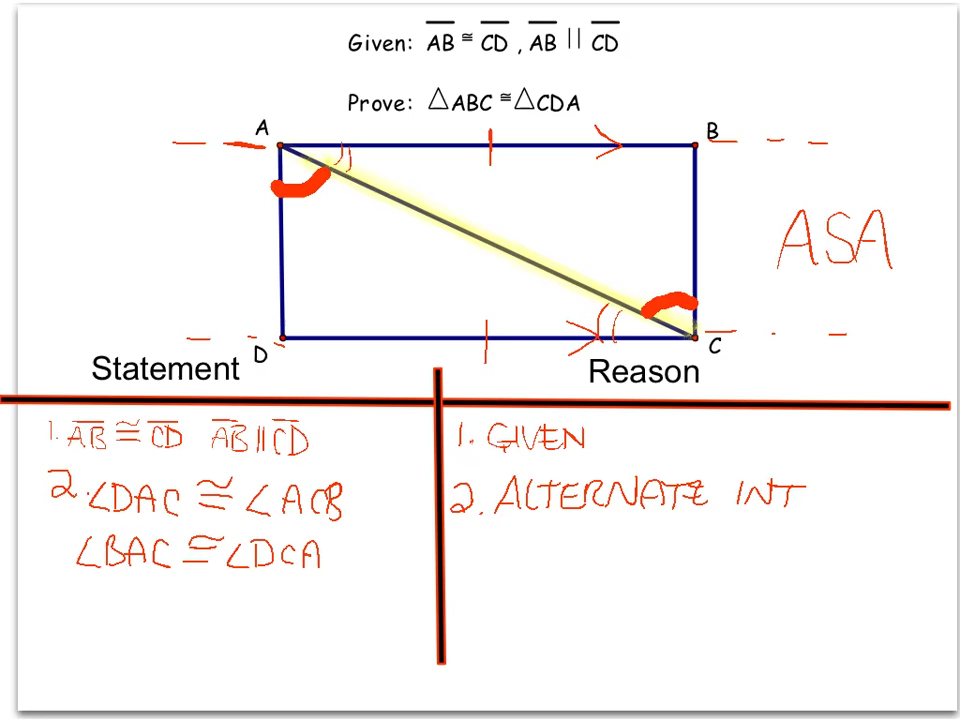 Given: AB ≅ CD , AB || CD
Prove: △ABC ≅ △CDA
A
B
ASA
D
C
Statement
Reason
1. AB ≅ CD AB || CD
1. GIVEN
2. ∠DAC ≅ ∠ACB
2. ALTERNATE INT
∠BAC ≅ ∠DCA